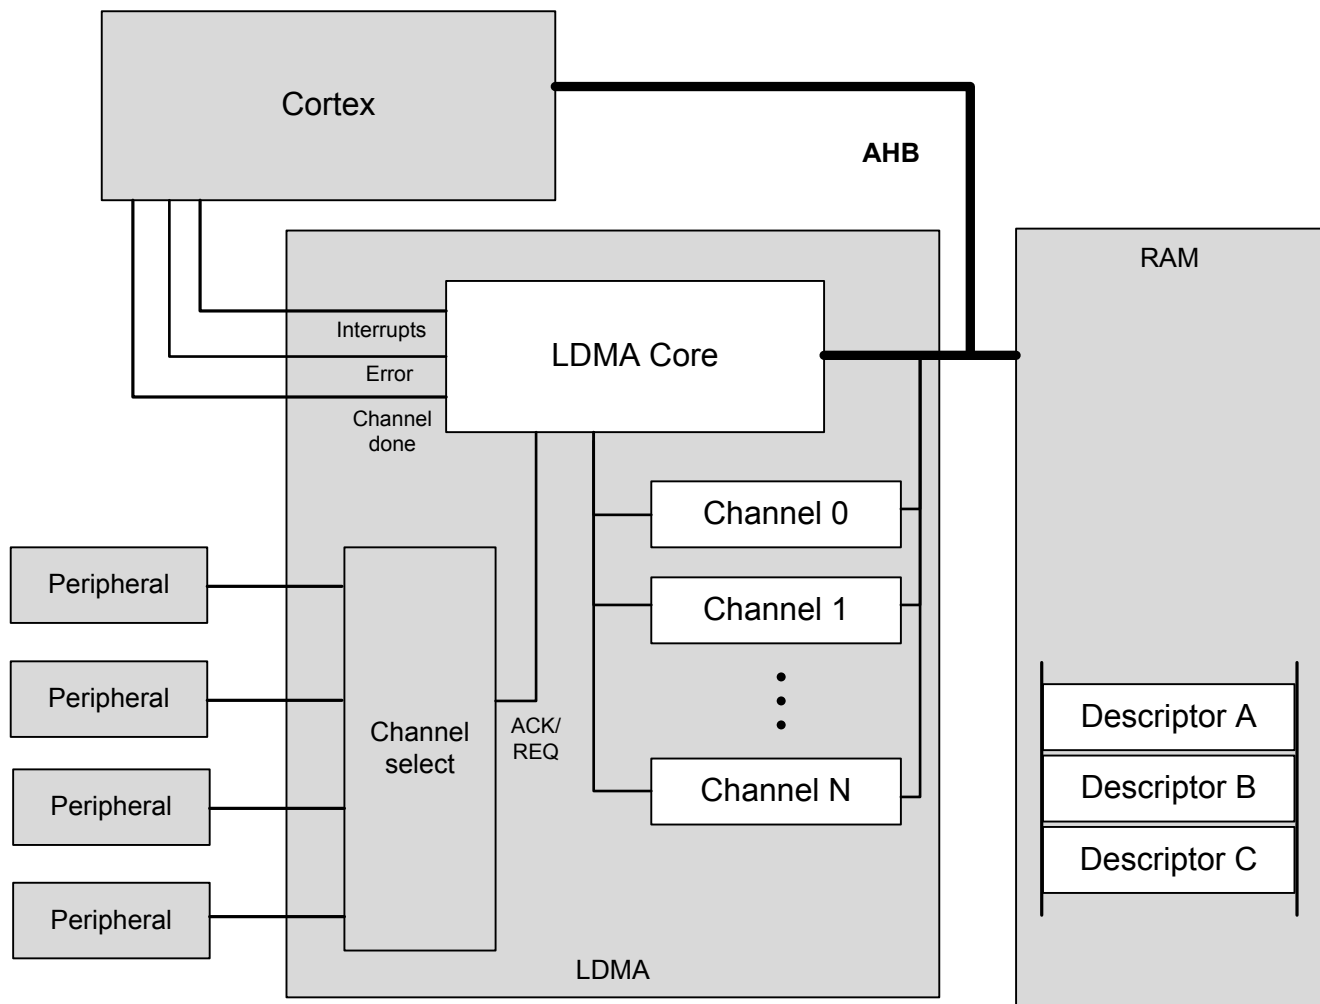 Cortex
AHB
RAM
Interrupts
LDMA Core
Error
Channel
done
Channel 0
Peripheral
Channel 1
Peripheral
Channel
select
ACK/
REQ
Descriptor A
Peripheral
Channel N
Descriptor B
Descriptor C
Peripheral
LDMA